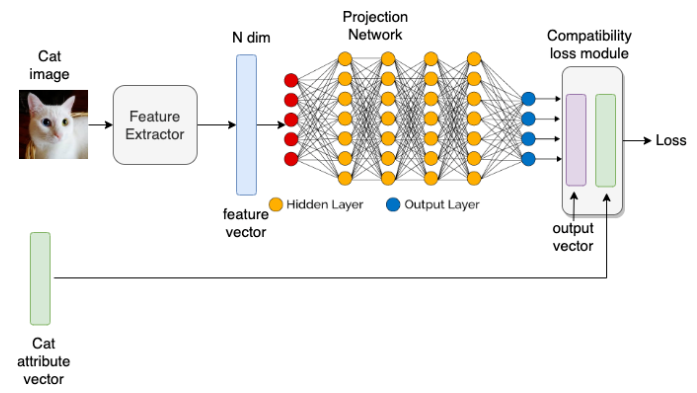 Projection
Network
N dim
Compatibility
loss module
Cat
image
Feature
Extractor
Loss
feature
vector
Hidden Layer
Output Layer
output
vector
Cat
attribute
vector